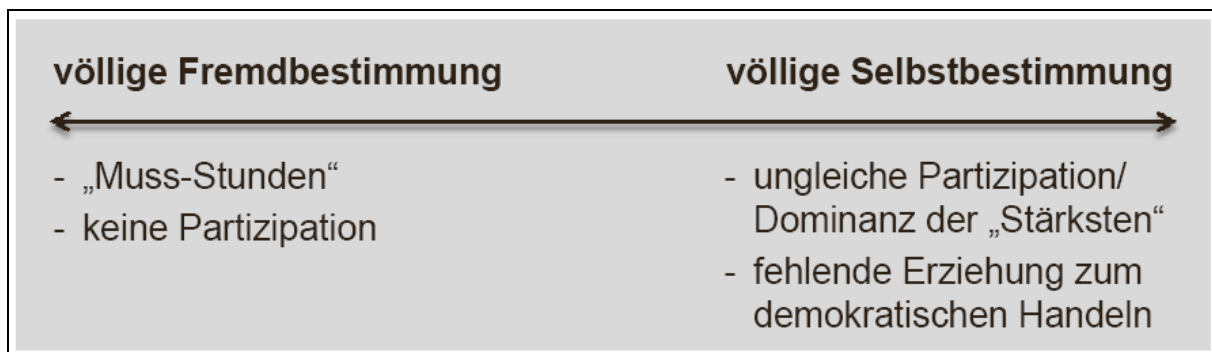 völlige Fremdbestimmung
völlige Selbstbestimmung
- „Muss-Stunden“
- keine Partizipation
- ungleiche Partizipation/
Dominanz der „Stärksten“
- fehlende Erziehung zum
demokratischen Handeln